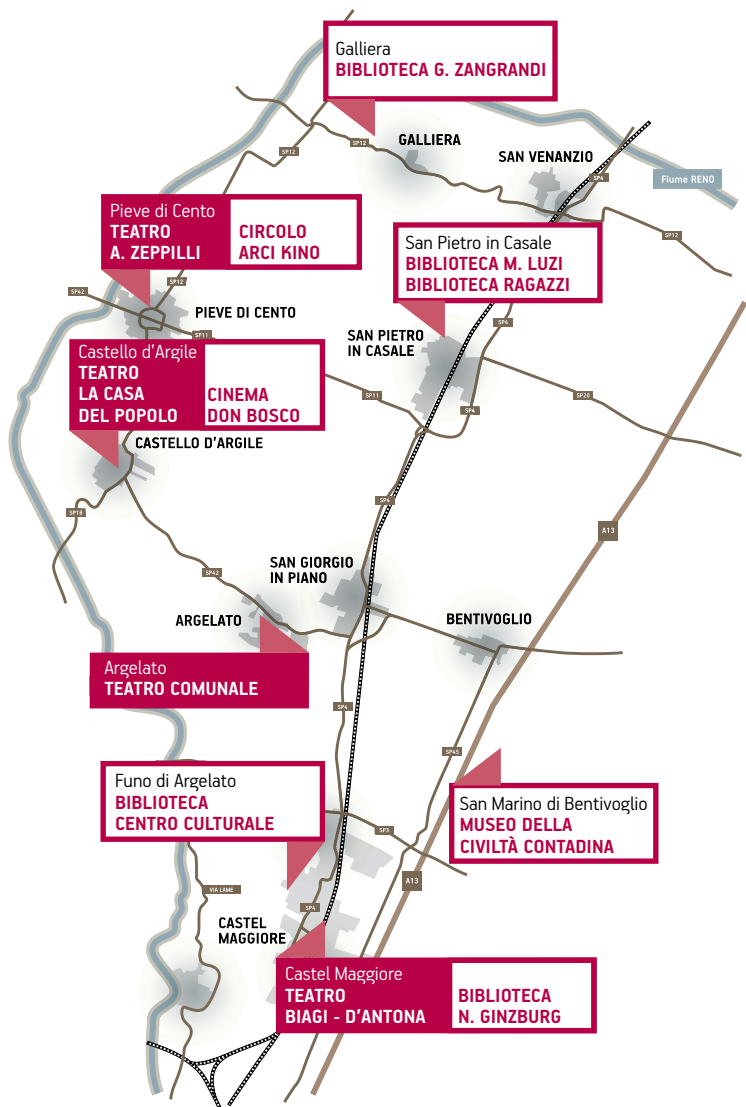 Galliera
BIBLIOTECA G. ZANGRANDI
GALLIERA
SP12
SP12
SAN VENANZIO
SP4
Fiume RENO
SP12
Pieve di Cento
TEATRO
A. ZEPPILLI
CIRCOLO
ARCI KINO
San Pietro in Casale
BIBLIOTECA M. LUZI
BIBLIOTECA RAGAZZI
SP42
SP12
PIEVE DI CENTO
SP11
SP4
SAN PIETRO
IN CASALE
Castello d'Argile
TEATRO
LA CASA
DEL POPOLO
CINEMA
DON BOSCO
SP11
SP4
SP20
CASTELLO D'ARGILE
SP4
SP18
A13
SP42
SAN GIORGIO
IN PIANO
ARGELATO
BENTIVOGLIO
Argelato
TEATRO COMUNALE
SP4
SP45
Funo di Argelato
BIBLIOTECA
CENTRO CULTURALE
San Marino di Bentivoglio
MUSEO DELLA
CIVILTÀ CONTADINA
SP3
A13
VIA LAME
SP4
CASTEL
MAGGIORE
Castel Maggiore
TEATRO
BIAGI - D'ANTONA
BIBLIOTECA
N. GINZBURG